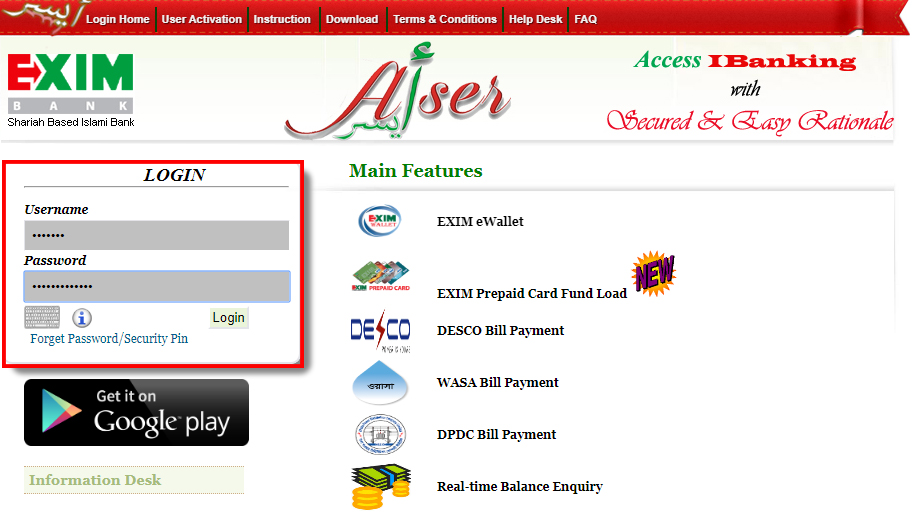 أيسر
Login Home
User Activation
Instruction
Download
Terms & Conditions
Help Desk
FAQ
EXIM
BANK
Shariah Based Islami Bank
Aأser
أيسر
Access IBanking
with
Secured & Easy Rationale
LOGIN
Username
•••••••
Password
•••••••••••••
Login
Forget Password/Security Pin
Get it on
Google play
Information Desk
Main Features
EXIM
WALLET
EXIM eWallet
EXIM PREPAID CARD
EXIM Prepaid Card Fund Load
NEW
DESCO
DESCO Bill Payment
ওয়াসা
WASA Bill Payment
DPDC Bill Payment
Real-time Balance Enquiry